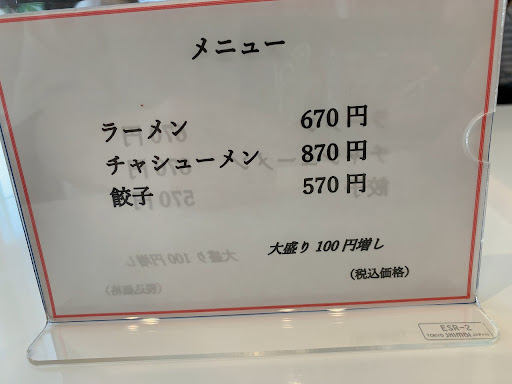 メニュー
ラーメン 670円
チャシューメン 870円
餃子 570円
大盛り100円増し
(税込価格)
ESR-2